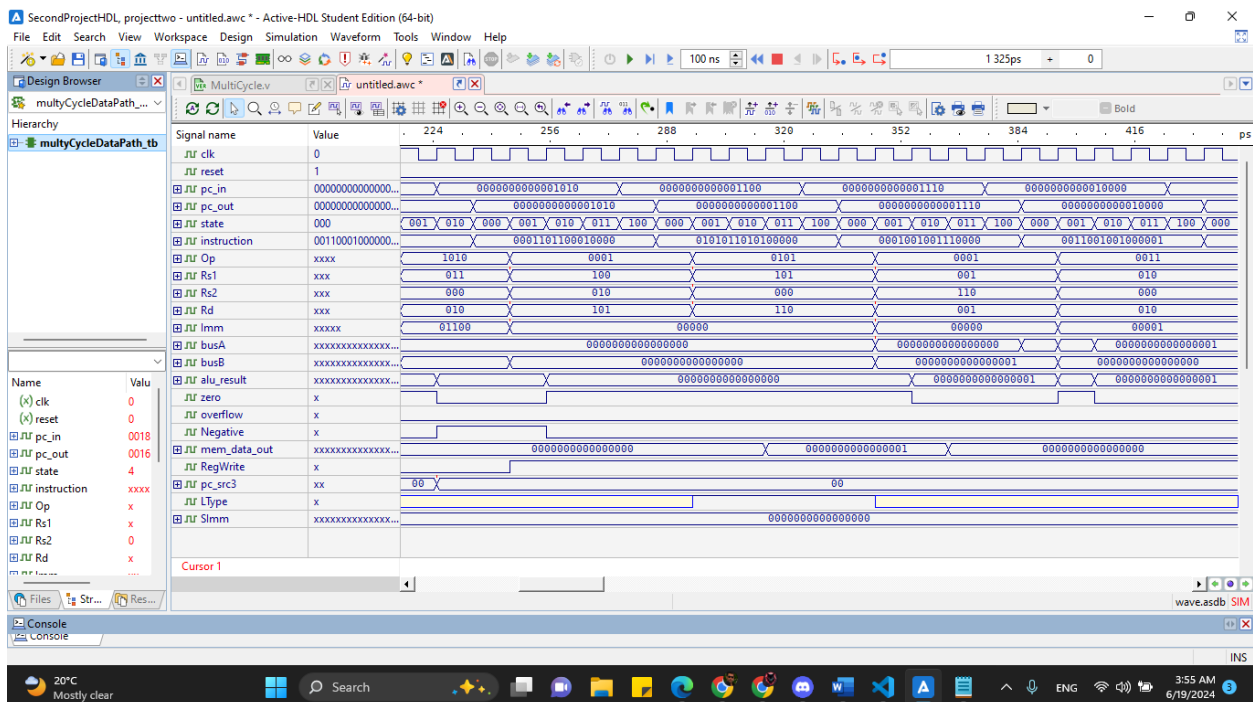 SecondProjectHDL, projecttwo - untitled.awc * - Active-HDL Student Edition (64-bit)
File Edit Search View Workspace Design Simulation Waveform Tools Window Help
100 ns 1 325ps + 0
Design Browser MultiCycle.v untitled.awc *
multyCycleDataPath_... Bold
Hierarchy
multyCycleDataPath_tb
Signal name Value 224 256 288 320 352 384 416 ps
clk 0
reset 1
pc_in 00000000000000... 0000000000001010 0000000000001100 0000000000001110 0000000000010000
pc_out 00000000000000... 0000000000001010 0000000000001100 0000000000001110 0000000000010000
state 000 001 010 000 001 010 011 100 000 001 010 011 100 000 001 010 011 100 000 001 010 011 100 000
instruction 00110001000000... 0001101100010000 0101011010100000 0001001001110000 0011001001000001
Op xxxx 1010 0001 0101 0001 0011
Rs1 xxx 011 100 101 001 010
Rs2 xxx 000 010 000 110 000
Rd xxx 010 101 110 001 010
Imm xxxxx 01100 00000 00000 00001
busA xxxxxxxxxxxxxx... 0000000000000000 0000000000000000 0000000000000001
busB xxxxxxxxxxxxxx... 0000000000000000 0000000000000001 0000000000000000
alu_result xxxxxxxxxxxxxx... 0000000000000000 0000000000000001 0000000000000001
zero x
overflow x
Negative x
mem_data_out xxxxxxxxxxxxxx... 0000000000000000 0000000000000001 0000000000000000
RegWrite x
pc_src3 xx 00 00
LType x
SImm xxxxxxxxxxxxxx... 0000000000000000
Cursor 1
Name Valu
(x) clk 0
(x) reset 0
pc_in 0018
pc_out 0016
state 4
instruction xxxx
Op x
Rs1 x
Rs2 0
Rd x
Files Str... Res...
wave.asdb SIM
Console
Console
INS
20°C
Mostly clear
Search
ENG
3:55 AM
6/19/2024
3